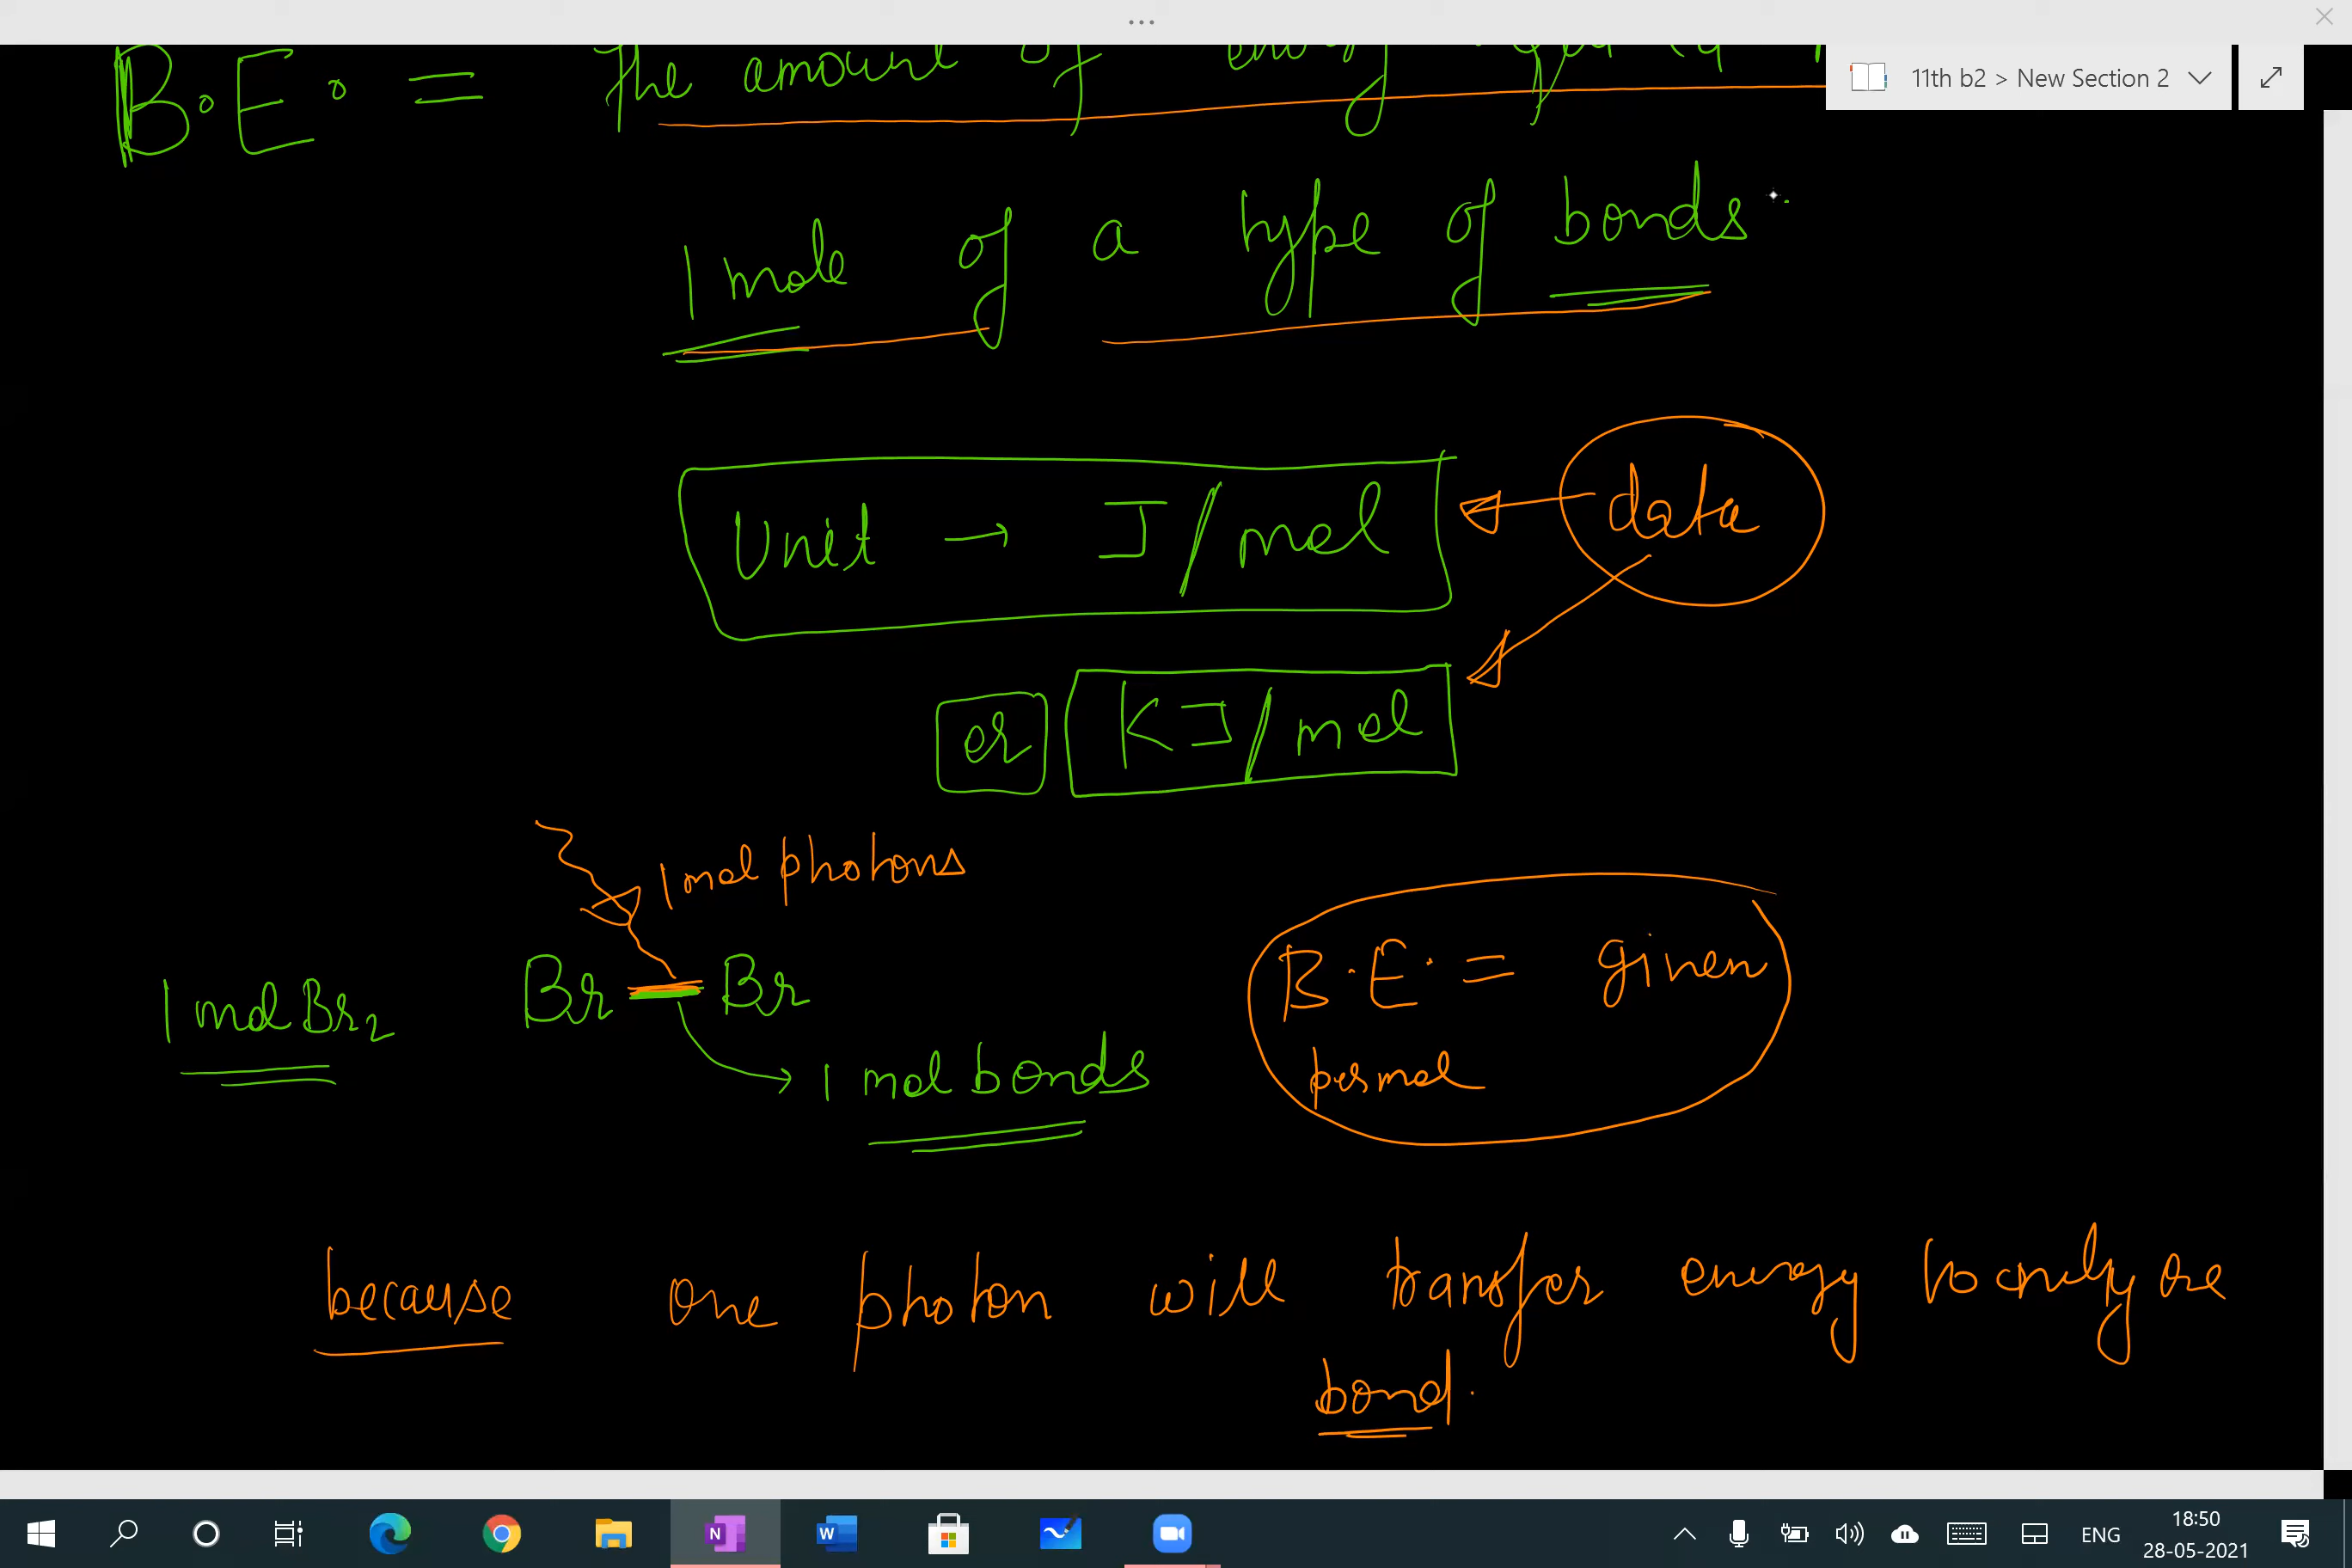 B.E. = The amount of
11th b2 > New Section 2
1 mole of a type of bonds
Unit → J/mol
data
or KJ/mol
1 mol photons
1 mol Br2 Br Br
B.E. = given
per mol
1 mol bonds
because one photon will transfer energy to only one
bond.
ENG
18:50
28-05-2021